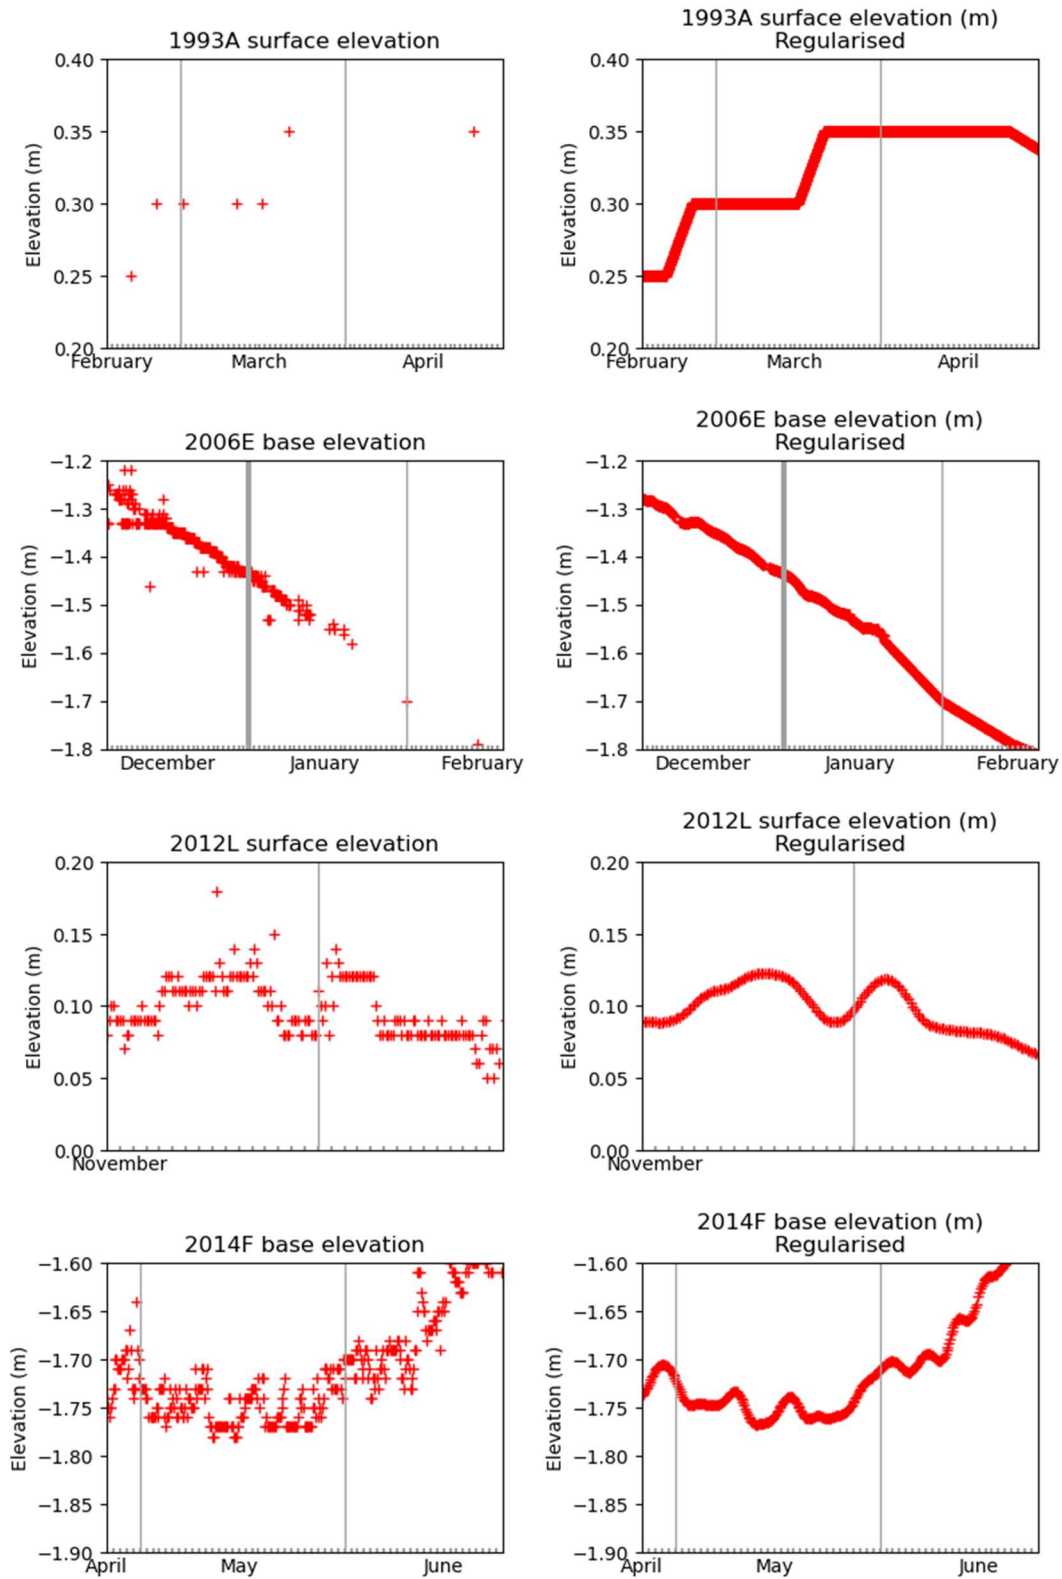 1993A surface elevation
Elevation (m)
0.40
0.35
0.30
0.25
0.20
February March April
1993A surface elevation (m)
Regularised
Elevation (m)
0.40
0.35
0.30
0.25
0.20
February March April
2006E base elevation
Elevation (m)
−1.2
−1.3
−1.4
−1.5
−1.6
−1.7
−1.8
December January February
2006E base elevation (m)
Regularised
Elevation (m)
−1.2
−1.3
−1.4
−1.5
−1.6
−1.7
−1.8
December January February
2012L surface elevation
Elevation (m)
0.20
0.15
0.10
0.05
0.00
November
2012L surface elevation (m)
Regularised
Elevation (m)
0.20
0.15
0.10
0.05
0.00
November
2014F base elevation
Elevation (m)
−1.60
−1.65
−1.70
−1.75
−1.80
−1.85
−1.90
April May June
2014F base elevation (m)
Regularised
Elevation (m)
−1.60
−1.65
−1.70
−1.75
−1.80
−1.85
−1.90
April May June